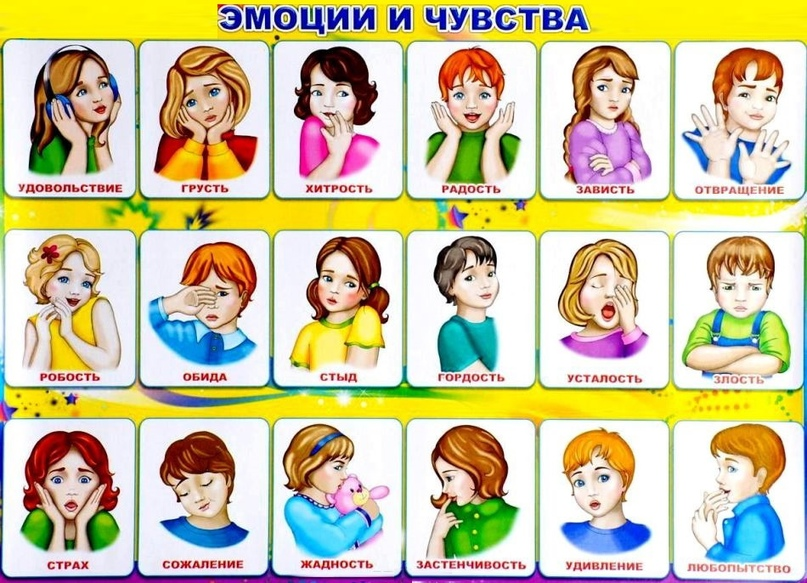 ЭМОЦИИ И ЧУВСТВА
УДОВОЛЬСТВИЕ
ГРУСТЬ
ХИТРОСТЬ
РАДОСТЬ
ЗАВИСТЬ
ОТВРАЩЕНИЕ
РОБОСТЬ
ОБИДА
СТЫД
ГОРДОСТЬ
УСТАЛОСТЬ
ЗЛОСТЬ
СТРАХ
СОЖАЛЕНИЕ
ЖАДНОСТЬ
ЗАСТЕНЧИВОСТЬ
УДИВЛЕНИЕ
ЛЮБОПЫТСТВО